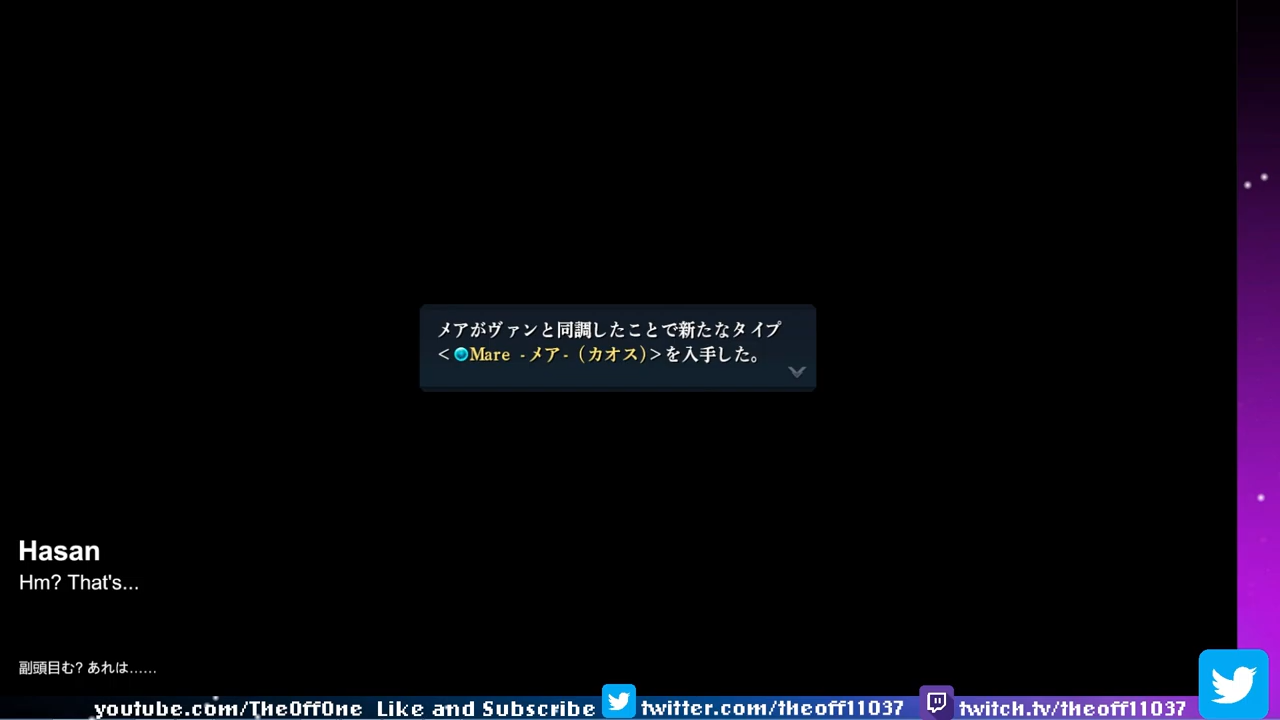 メアがヴァンと同調したことで新たなタイプ
<Mare -メア-（カオス）>を入手した。
Hasan
Hm? That's...
副頭目む? あれは……
youtube.com/TheOffOne Like and Subscribe twitter.com/theoff11037 twitch.tv/theoff11037